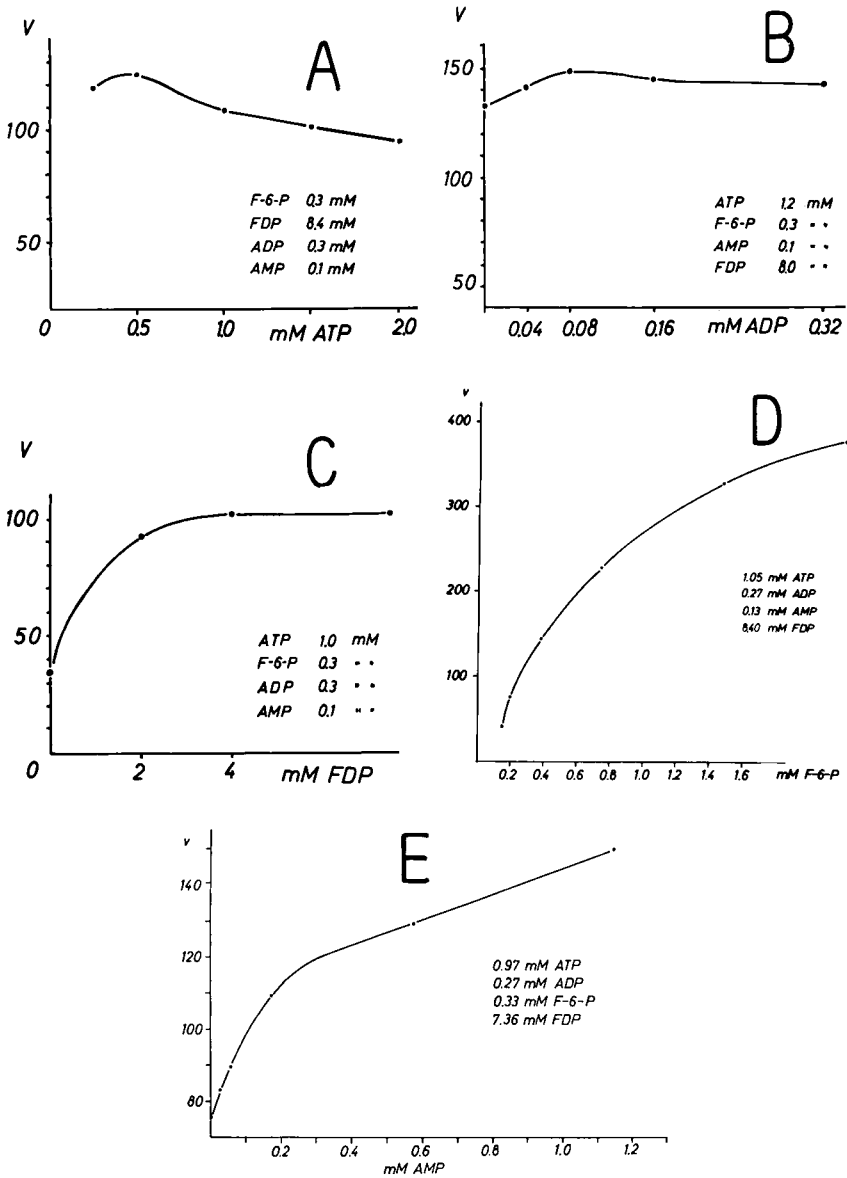 V
A
100
50
F-6-P 0.3 mM
FDP 8.4 mM
ADP 0.3 mM
AMP 0.1 mM
0 0.5 1.0 2.0
mM ATP
V
B
150
100
50
ATP 1.2 mM
F-6-P 0.3 " "
AMP 0.1 " "
FDP 8.0 " "
0.04 0.08 0.16 mM ADP 0.32
V
C
100
50
ATP 1.0 mM
F-6-P 0.3 " "
ADP 0.3 " "
AMP 0.1 " "
0 2 4 mM FDP
v
D
400
300
200
100
1.05 mM ATP
0.27 mM ADP
0.13 mM AMP
8.40 mM FDP
0.2 0.4 0.6 0.8 1.0 1.2 1.4 1.6 mM F-6-P
v
E
140
120
100
80
0.97 mM ATP
0.27 mM ADP
0.33 mM F-6-P
7.36 mM FDP
0.2 0.4 0.6 0.8 1.0 1.2
mM AMP